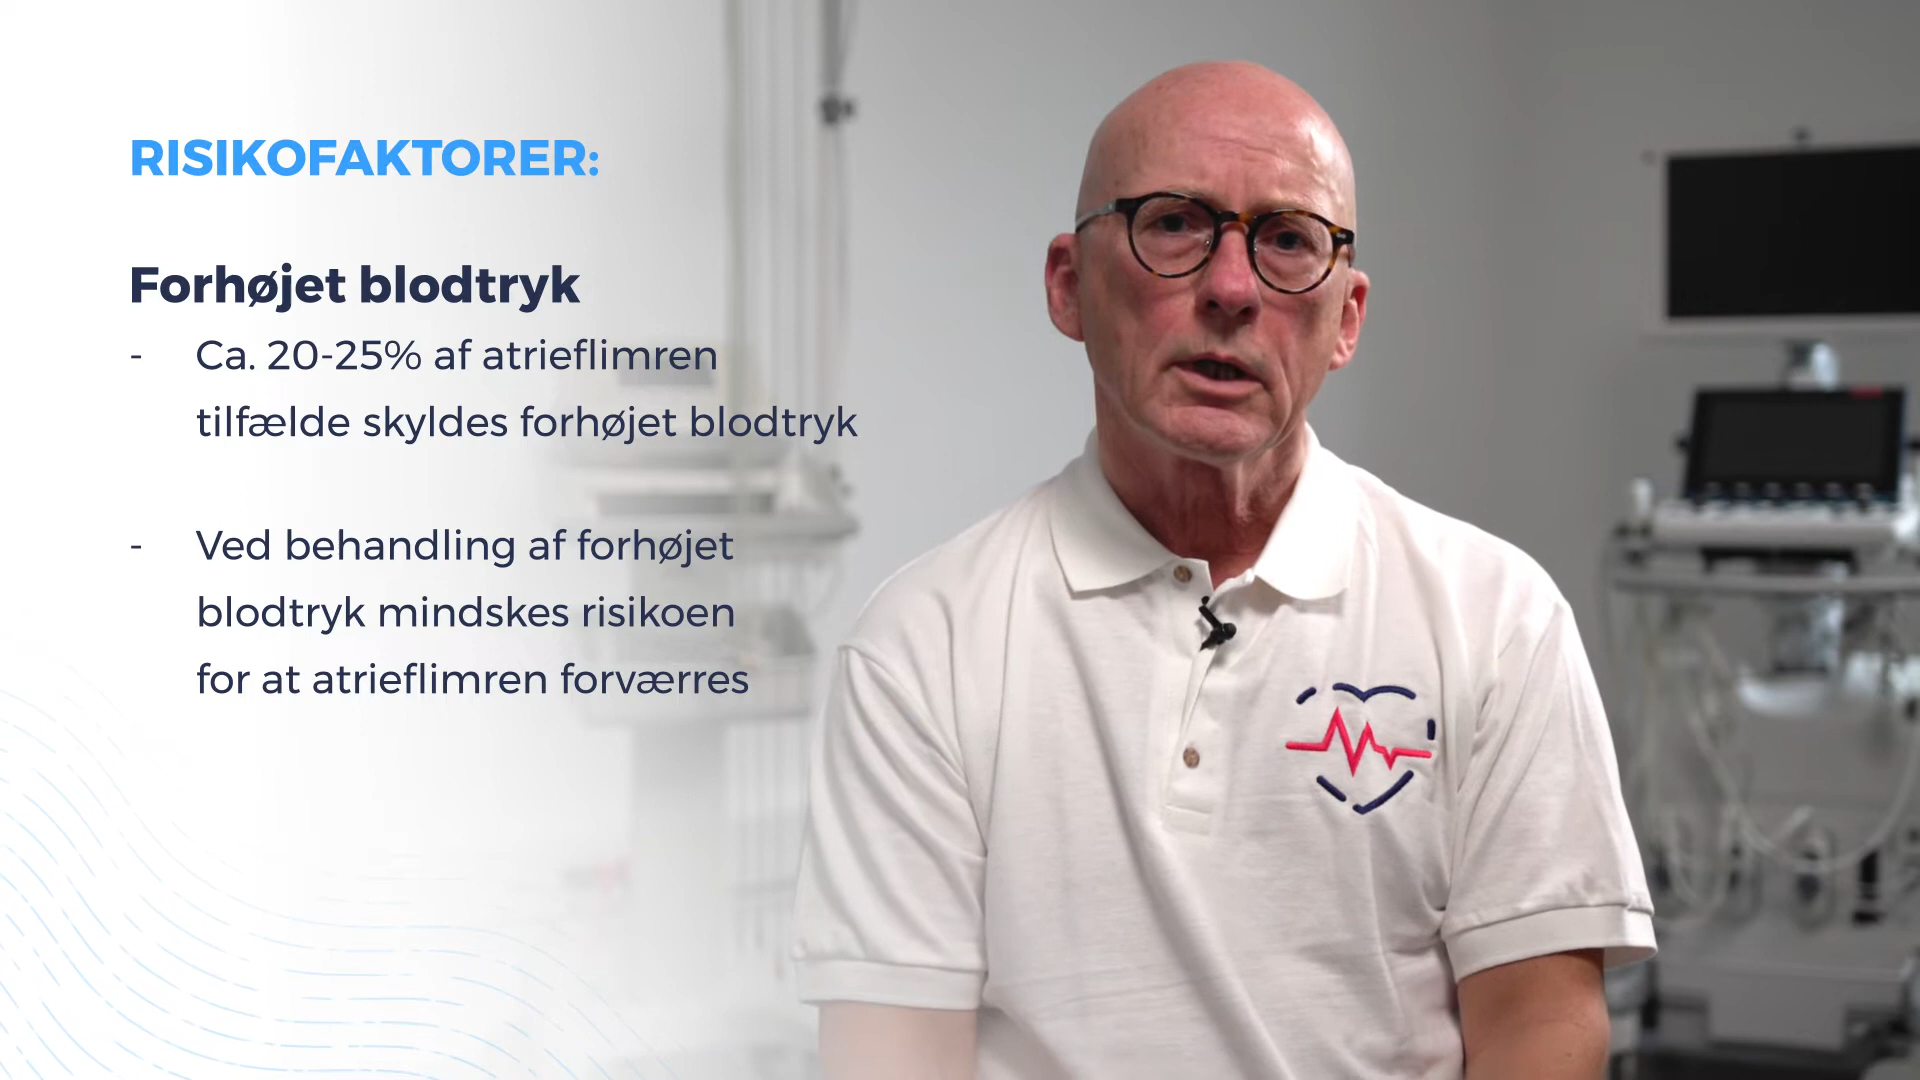 RISIKOFAKTORER:
Forhøjet blodtryk
- Ca. 20-25% af atrieflimren
tilfælde skyldes forhøjet blodtryk
- Ved behandling af forhøjet
blodtryk mindskes risikoen
for at atrieflimren forværres